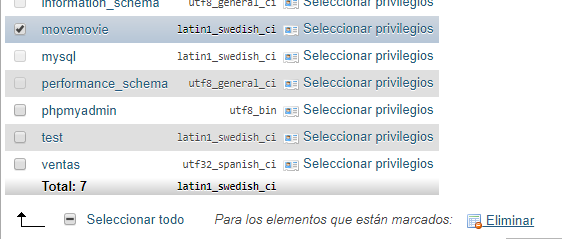 information_schema utf8_general_ci Seleccionar privilegios
movemovie latin1_swedish_ci Seleccionar privilegios
mysql latin1_swedish_ci Seleccionar privilegios
performance_schema utf8_general_ci Seleccionar privilegios
phpmyadmin utf8_bin Seleccionar privilegios
test latin1_swedish_ci Seleccionar privilegios
ventas utf32_spanish_ci Seleccionar privilegios
Total: 7 latin1_swedish_ci
Seleccionar todo Para los elementos que están marcados: Eliminar